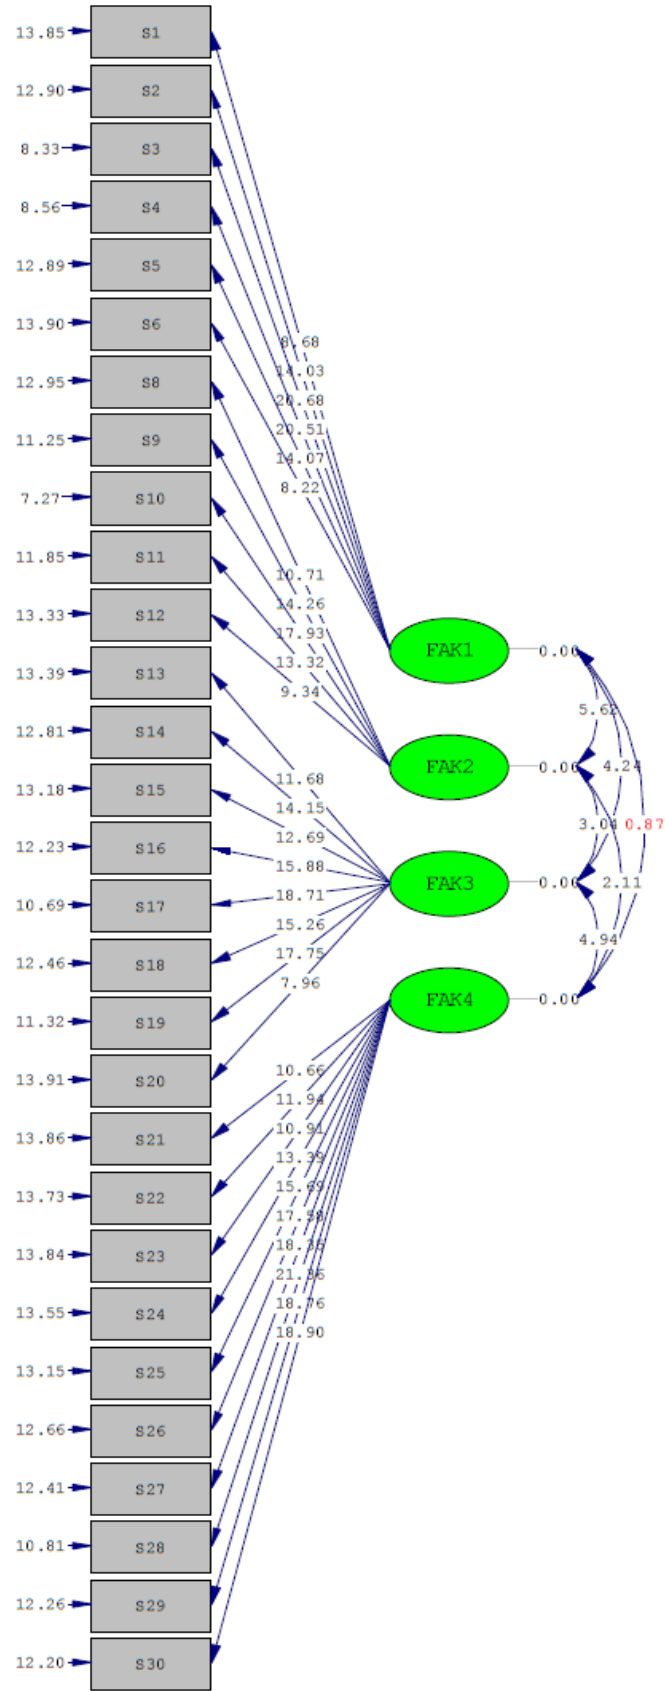 13.85 S1
12.90 S2
8.33 S3
8.56 S4
12.89 S5
13.90 S6
8.68
12.95 S8
14.03
20.68
11.25 S9
20.51
14.07
7.27 S10
8.22
11.85 S11
10.71
14.26
13.33 S12
17.93
13.32
13.39 S13
9.34
FAK1 0.00
12.81 S14
5.62
FAK2 0.00 4.24
13.18 S15
11.68
14.15
3.04 0.87
12.23 S16
12.69
15.88
FAK3 0.00 2.11
10.69 S17
18.71
15.26
4.94
12.46 S18
17.75
7.96
FAK4 0.00
11.32 S19
13.91 S20
10.66
11.94
13.86 S21
10.91
13.39
15.69
13.73 S22
17.58
18.36
13.84 S23
21.36
18.76
13.55 S24
18.90
13.15 S25
12.66 S26
12.41 S27
10.81 S28
12.26 S29
12.20 S30